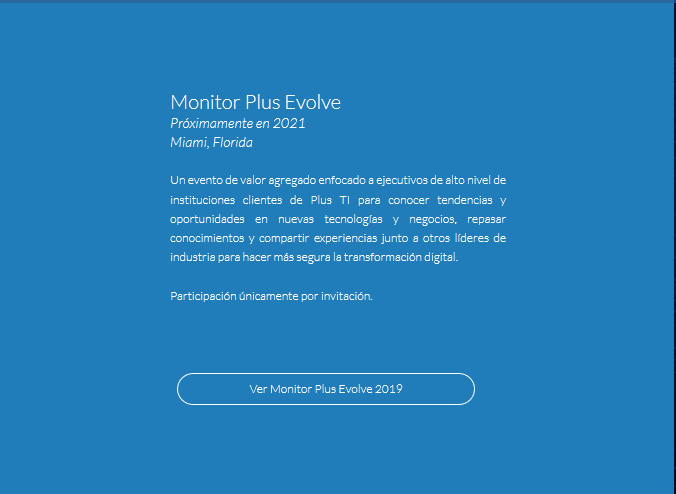 Monitor Plus Evolve
Próximamente en 2021
Miami, Florida
Un evento de valor agregado enfocado a ejecutivos de alto nivel de
instituciones clientes de Plus TI para conocer tendencias y
oportunidades en nuevas tecnologías y negocios, repasar
conocimientos y compartir experiencias junto a otros líderes de
industria para hacer más segura la transformación digital.
Participación únicamente por invitación.
Ver Monitor Plus Evolve 2019